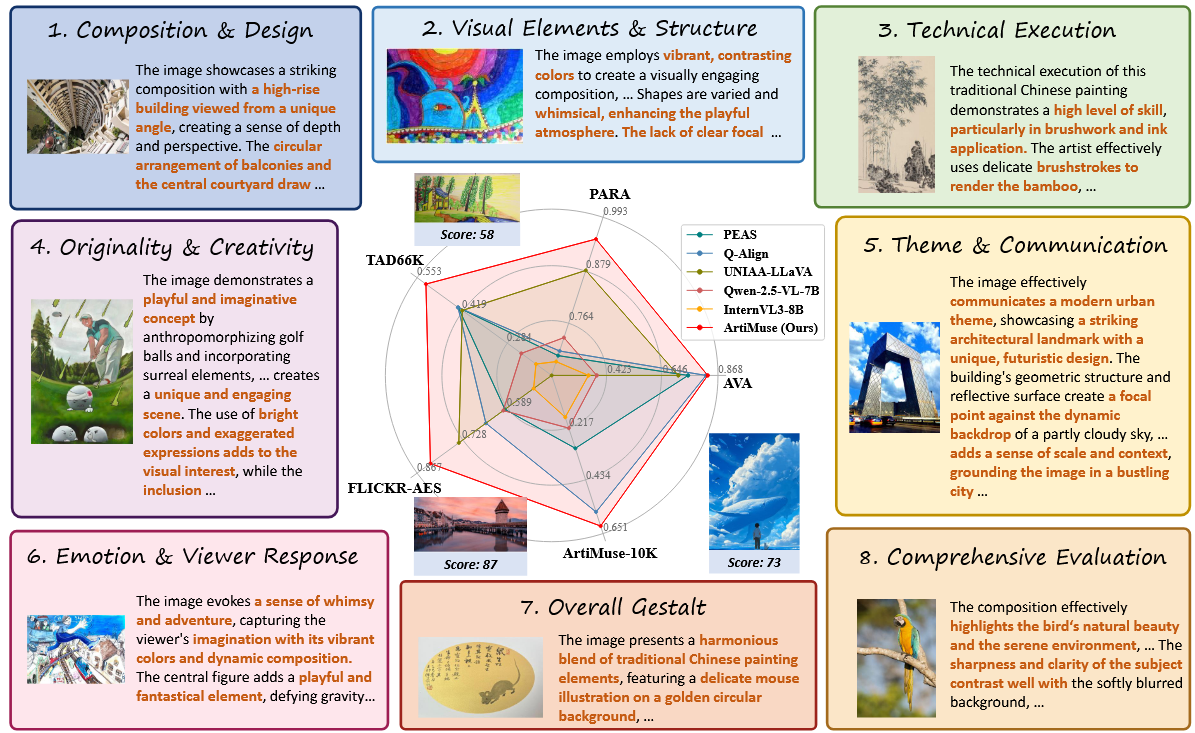 1. Composition & Design
The image showcases a striking
composition with a high-rise
building viewed from a unique
angle, creating a sense of depth
and perspective. The circular
arrangement of balconies and
the central courtyard draw ...
2. Visual Elements & Structure
The image employs vibrant, contrasting
colors to create a visually engaging
composition, ... Shapes are varied and
whimsical, enhancing the playful
atmosphere. The lack of clear focal ...
3. Technical Execution
The technical execution of this
traditional Chinese painting
demonstrates a high level of skill,
particularly in brushwork and ink
application. The artist effectively
uses delicate brushstrokes to
render the bamboo, ...
4. Originality & Creativity
The image demonstrates a
playful and imaginative
concept by
anthropomorphizing golf
balls and incorporating
surreal elements, ... creates
a unique and engaging
scene. The use of bright
colors and exaggerated
expressions adds to the
visual interest, while the
inclusion ...
Score: 58
PARA
0.993
0.879
0.764
TAD66K
0.553
0.419
0.284
AVA
0.868
0.646
0.423
FLICKR-AES
0.867
0.728
0.589
ArtiMuse-10K
0.651
0.434
0.217
PEAS
Q-Align
UNIAA-LLaVA
Qwen-2.5-VL-7B
InternVL3-8B
ArtiMuse (Ours)
Score: 87
Score: 73
5. Theme & Communication
The image effectively
communicates a modern urban
theme, showcasing a striking
architectural landmark with a
unique, futuristic design. The
building's geometric structure and
reflective surface create a focal
point against the dynamic
backdrop of a partly cloudy sky, ...
adds a sense of scale and context,
grounding the image in a bustling
city ...
6. Emotion & Viewer Response
The image evokes a sense of whimsy
and adventure, capturing the
viewer's imagination with its vibrant
colors and dynamic composition.
The central figure adds a playful and
fantastical element, defying gravity...
7. Overall Gestalt
The image presents a harmonious
blend of traditional Chinese painting
elements, featuring a delicate mouse
illustration on a golden circular
background, ...
8. Comprehensive Evaluation
The composition effectively
highlights the bird's natural beauty
and the serene environment, ... The
sharpness and clarity of the subject
contrast well with the softly blurred
background, ...